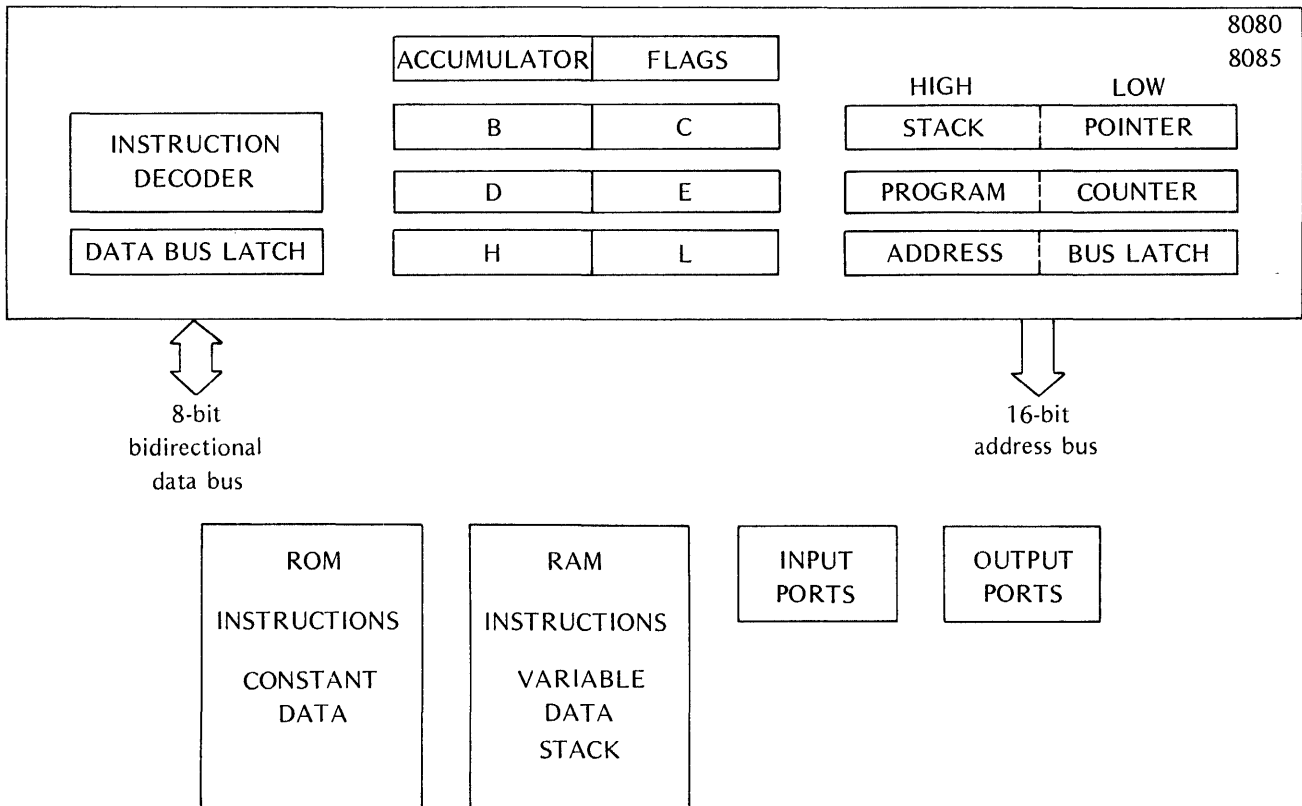 8080
8085
ACCUMULATOR FLAGS
HIGH LOW
B C
STACK POINTER
INSTRUCTION
DECODER
D E
PROGRAM COUNTER
DATA BUS LATCH
H L
ADDRESS BUS LATCH
8-bit
bidirectional
data bus
16-bit
address bus
ROM
INSTRUCTIONS
CONSTANT
DATA
RAM
INSTRUCTIONS
VARIABLE
DATA
STACK
INPUT
PORTS
OUTPUT
PORTS